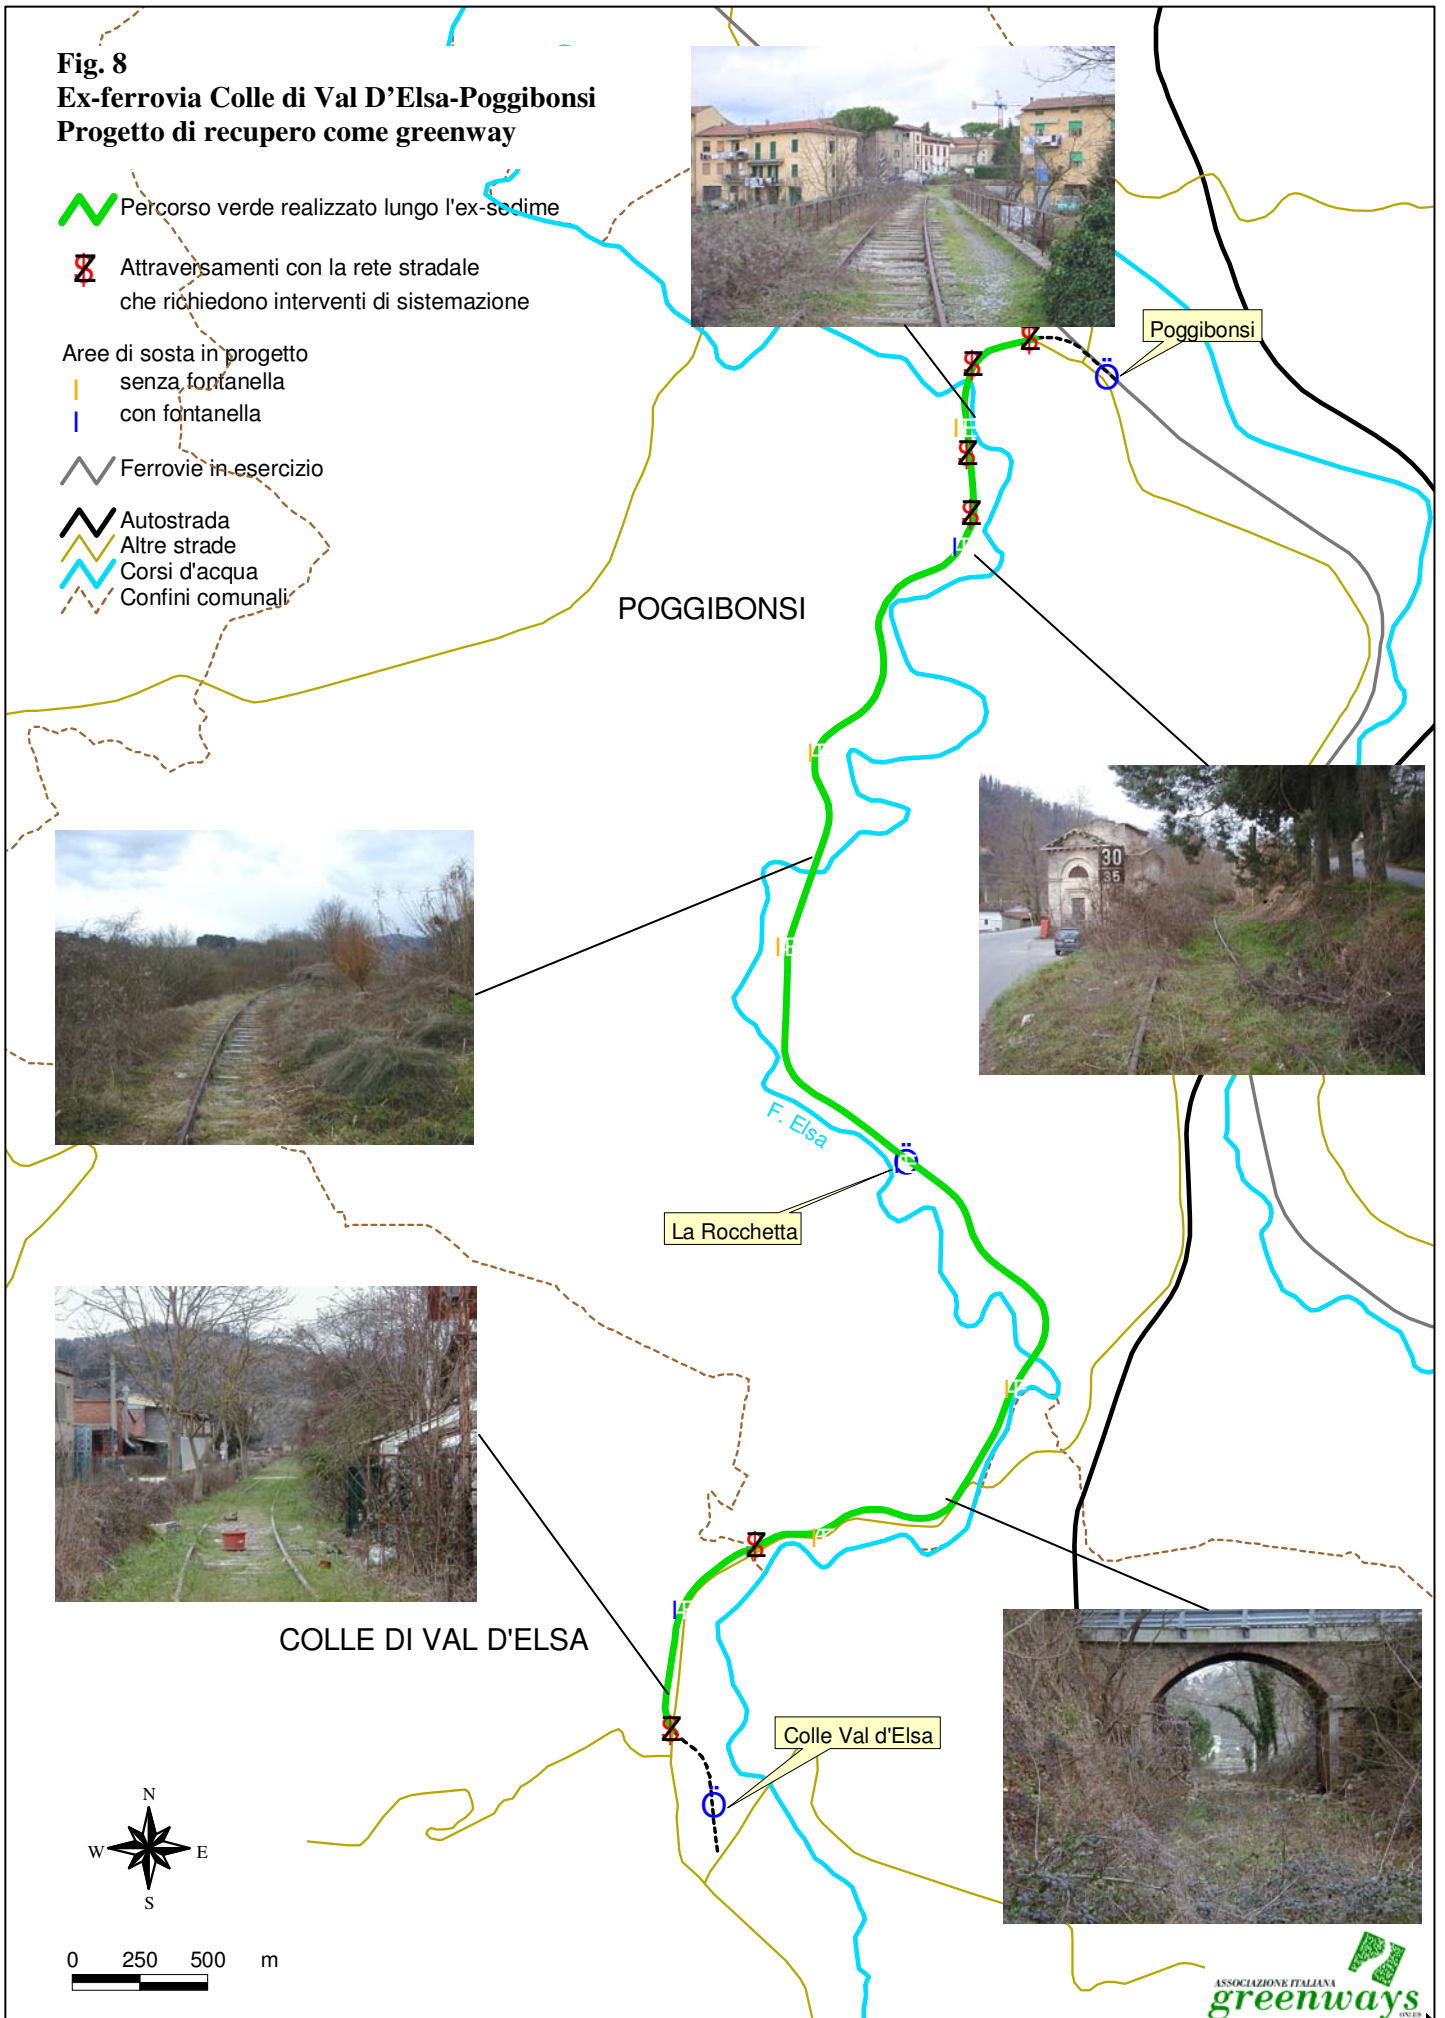 Fig. 8
Ex-ferrovia Colle di Val D'Elsa-Poggibonsi
Progetto di recupero come greenway
Percorso verde realizzato lungo l'ex-sedime
Attraversamenti con la rete stradale
che richiedono interventi di sistemazione
Aree di sosta in progetto
senza fontanella
con fontanella
Ferrovie in esercizio
Autostrada
Altre strade
Corsi d'acqua
Confini comunali
Poggibonsi
POGGIBONSI
30
35
F. Elsa
La Rocchetta
COLLE DI VAL D'ELSA
Colle Val d'Elsa
N
W E
S
0 250 500 m
ASSOCIAZIONE ITALIANA
greenways
ONLUS